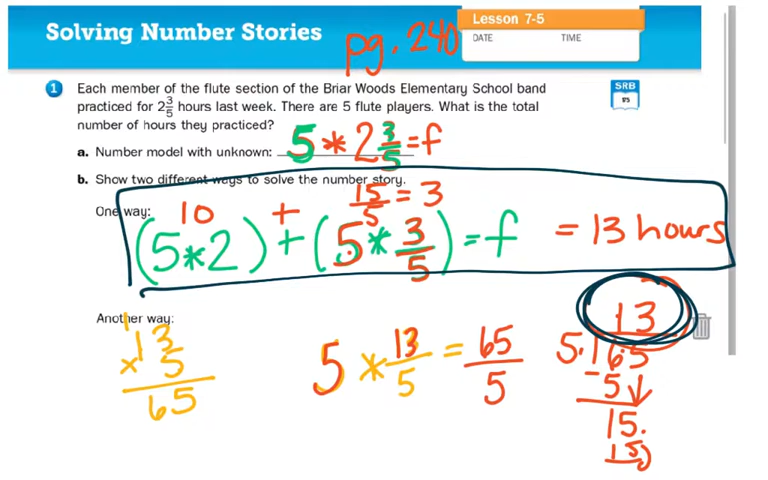 Solving Number Stories
pg. 240
Lesson 7-5
DATE TIME
SRB
1 Each member of the flute section of the Briar Woods Elementary School band
practiced for 2 3/5 hours last week. There are 5 flute players. What is the total
number of hours they practiced?
a. Number model with unknown: 5 * 2 3/5 = f
b. Show two different ways to solve the number story.
One way:
10 + 15/5 = 3
(5*2) + (5 * 3/5) = f = 13 hours
Another way:
1
13
× 5
65
5 * 13/5 = 65/5
13
5 65
-5
15
15
0